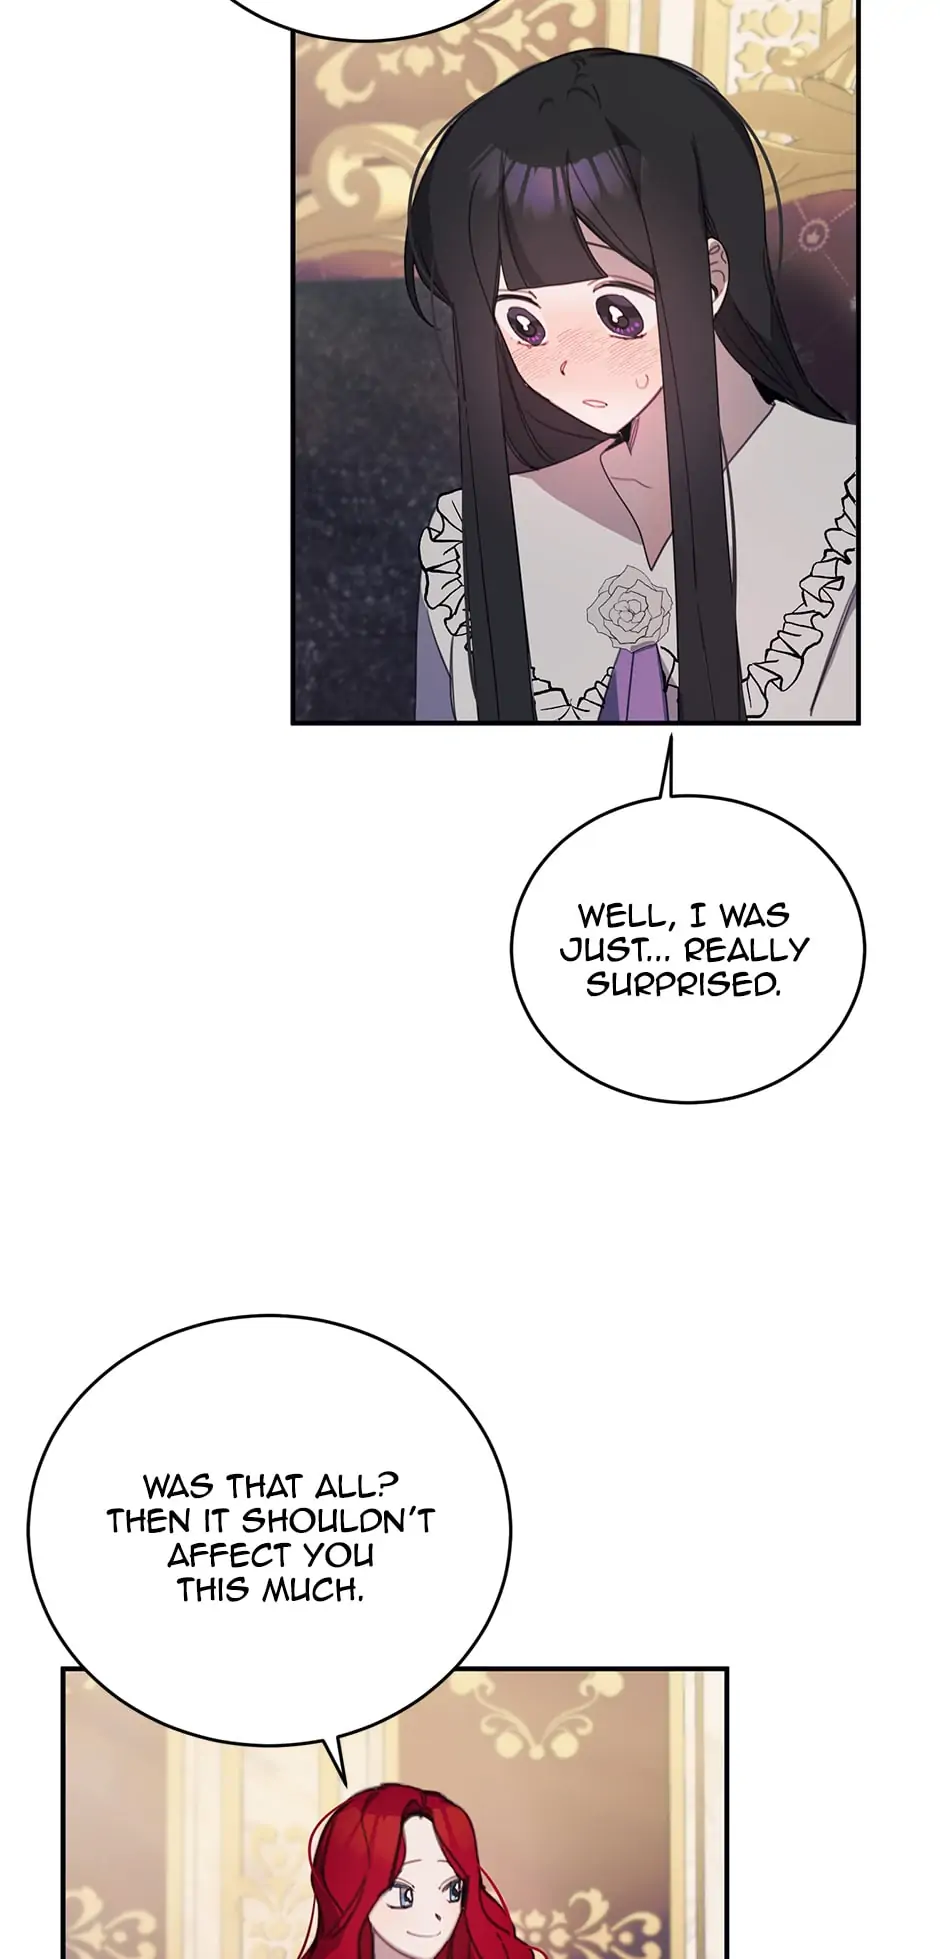 WELL, I WAS
JUST... REALLY
SURPRISED.
WAS THAT ALL?
THEN IT SHOULDN'T
AFFECT YOU
THIS MUCH.